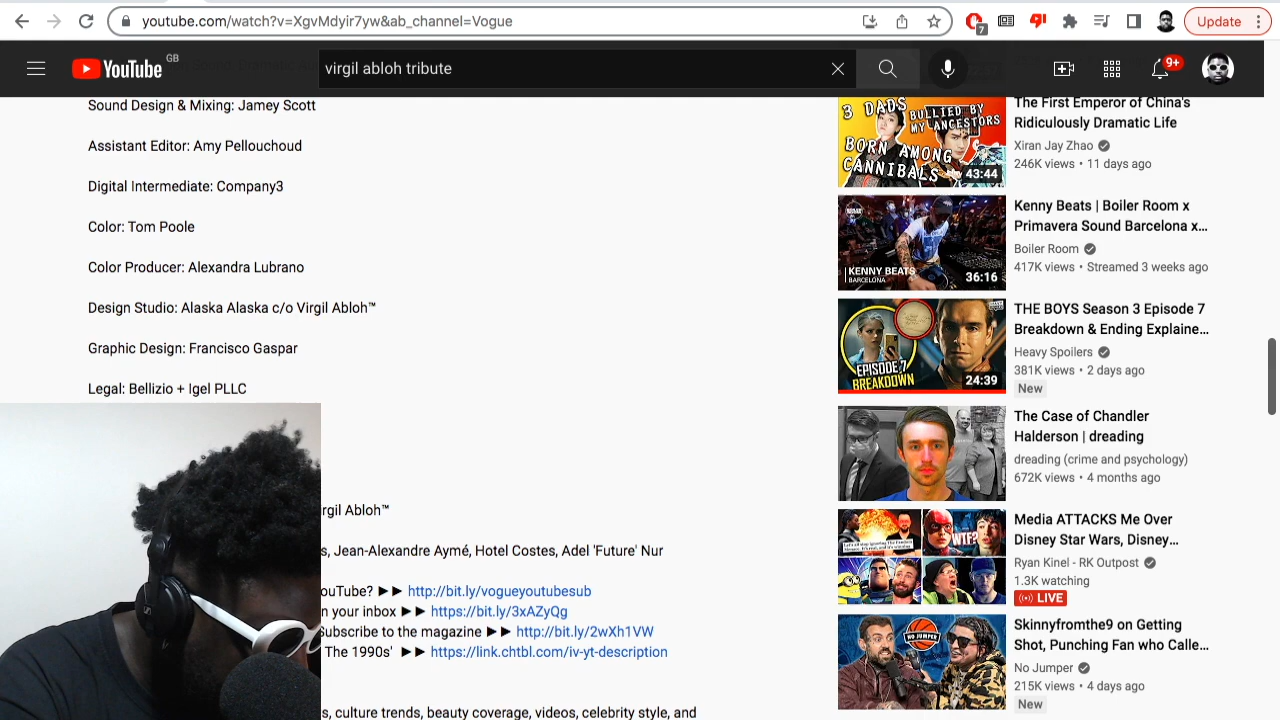 youtube.com/watch?v=XgvMdyir7yw&ab_channel=Vogue
7
Update
YouTube GB
virgil abloh tribute
9+
Sound Design & Mixing: Jamey Scott
Assistant Editor: Amy Pellouchoud
Digital Intermediate: Company3
Color: Tom Poole
Color Producer: Alexandra Lubrano
Design Studio: Alaska Alaska c/o Virgil Abloh™
Graphic Design: Francisco Gaspar
Legal: Bellizio + Igel PLLC
rgil Abloh™
s, Jean-Alexandre Aymé, Hotel Costes, Adel 'Future' Nur
ouTube? ►► http://bit.ly/vogueyoutubesub
n your inbox ►► https://bit.ly/3xAZyQg
Subscribe to the magazine ►► http://bit.ly/2wXh1VW
The 1990s' ►► https://link.chtbl.com/iv-yt-description
s, culture trends, beauty coverage, videos, celebrity style, and
3 DADS
BULLIED BY
MY ANCESTORS
BORN AMONG
CANNIBALS
43:44
The First Emperor of China's
Ridiculously Dramatic Life
Xiran Jay Zhao
246K views • 11 days ago
KENNY BEATS
BARCELONA
36:16
Kenny Beats | Boiler Room x
Primavera Sound Barcelona x...
Boiler Room
417K views • Streamed 3 weeks ago
EPISODE 7
BREAKDOWN
24:39
THE BOYS Season 3 Episode 7
Breakdown & Ending Explaine...
Heavy Spoilers
381K views • 2 days ago
New
The Case of Chandler
Halderson | dreading
dreading (crime and psychology)
672K views • 4 months ago
WTF?
Media ATTACKS Me Over
Disney Star Wars, Disney...
Ryan Kinel - RK Outpost
1.3K watching
LIVE
NO JUMPER
Skinnyfromthe9 on Getting
Shot, Punching Fan who Calle...
No Jumper
215K views • 4 days ago
New